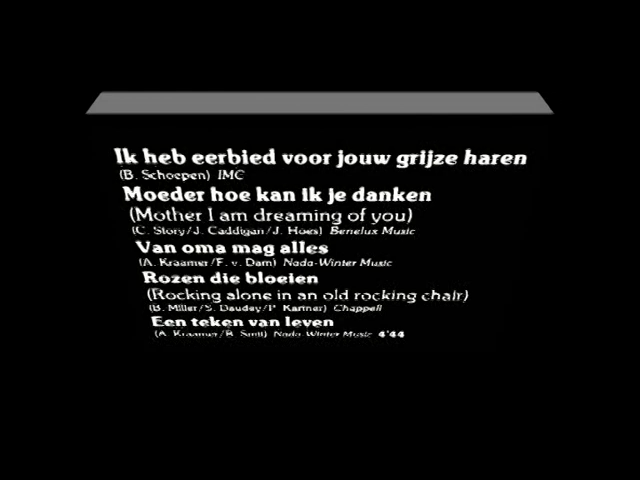 Ik heb eerbied voor jouw grijze haren
(B. Schoepen) IMC
Moeder hoe kan ik je danken
(Mother I am dreaming of you)
(C. Story/J. Caddigan/J. Hoes) Benelux Music
Van oma mag alles
(A. Kraamer/F. v. Dam) Nada-Winter Music
Rozen die bloeien
(Rocking alone in an old rocking chair)
(B. Miller/S. Daudey/P. Kartner) Chappell
Een teken van leven
(A. Kraamer/B. Smit) Nada-Winter Music 4'44